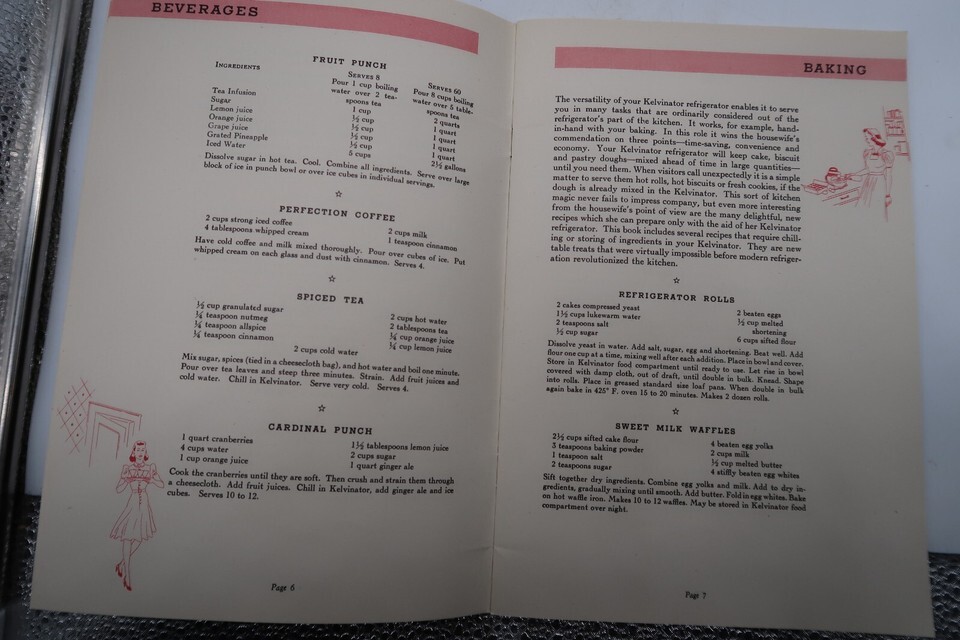 BEVERAGES
FRUIT PUNCH
INGREDIENTS
SERVES 8
SERVES 60
Pour 1 cup boiling
water over 2 tea-
spoons tea
Pour 8 cups boiling
water over 5 table-
spoons tea
Tea Infusion 1 cup 2 quarts
Sugar ½ cup 1 quart
Lemon juice ½ cup 1 quart
Orange juice ½ cup 1 quart
Grape juice ½ cup 1 quart
Grated Pineapple ½ cup 1 quart
Iced Water 5 cups 2½ gallons
Dissolve sugar in hot tea. Cool. Combine all ingredients. Serve over large
block of ice in punch bowl or over ice cubes in individual servings.
PERFECTION COFFEE
2 cups strong iced coffee 2 cups milk
4 tablespoons whipped cream 1 teaspoon cinnamon
Have cold coffee and milk mixed thoroughly. Pour over cubes of ice. Put
whipped cream on each glass and dust with cinnamon. Serves 4.
SPICED TEA
½ cup granulated sugar 2 cups hot water
¼ teaspoon nutmeg 2 tablespoons tea
¼ teaspoon allspice ¼ cup orange juice
¼ teaspoon cinnamon ¼ cup lemon juice
2 cups cold water
Mix sugar, spices (tied in a cheesecloth bag), and hot water and boil one minute.
Pour over tea leaves and steep three minutes. Strain. Add fruit juices and
cold water. Chill in Kelvinator. Serve very cold. Serves 4.
CARDINAL PUNCH
1 quart cranberries 1½ tablespoons lemon juice
4 cups water 2 cups sugar
1 cup orange juice 1 quart ginger ale
Cook the cranberries until they are soft. Then crush and strain them through
a cheesecloth. Add fruit juices. Chill in Kelvinator, add ginger ale and ice
cubes. Serves 10 to 12.
Page 6
BAKING
The versatility of your Kelvinator refrigerator enables it to serve
you in many tasks that are ordinarily considered out of the
refrigerator's part of the kitchen. It works, for example, hand-
in-hand with your baking. In this role it wins the housewife's
commendation on three points—time-saving, convenience and
economy. Your Kelvinator refrigerator will keep cake, biscuit
and pastry doughs—mixed ahead of time in large quantities—
until you need them. When visitors call unexpectedly it is a simple
matter to serve them hot rolls, hot biscuits or fresh cookies, if the
dough is already mixed in the Kelvinator. This sort of kitchen
magic never fails to impress company, but even more interesting
from the housewife's point of view are the many delightful, new
recipes which she can prepare only with the aid of her Kelvinator
refrigerator. This book includes several recipes that require chill-
ing or storing of ingredients in your Kelvinator. They are new
table treats that were virtually impossible before modern refriger-
ation revolutionized the kitchen.
REFRIGERATOR ROLLS
2 cakes compressed yeast 2 beaten eggs
1½ cups lukewarm water ½ cup melted
2 teaspoons salt shortening
½ cup sugar 6 cups sifted flour
Dissolve yeast in water. Add salt, sugar, egg and shortening. Beat well. Add
flour one cup at a time, mixing well after each addition. Place in bowl and cover.
Store in Kelvinator food compartment until ready to use. Let rise in bowl
covered with damp cloth, out of draft, until double in bulk. Knead. Shape
into rolls. Place in greased standard size loaf pans. When double in bulk
again bake in 425° F. oven 15 to 20 minutes. Makes 2 dozen rolls.
SWEET MILK WAFFLES
2½ cups sifted cake flour 4 beaten egg yolks
3 teaspoons baking powder 2 cups milk
1 teaspoon salt ½ cup melted butter
2 teaspoons sugar 4 stiffly beaten egg whites
Sift together dry ingredients. Combine egg yolks and milk. Add to dry in-
gredients, gradually mixing until smooth. Add butter. Fold in egg whites. Bake
on hot waffle iron. Makes 10 to 12 waffles. May be stored in Kelvinator food
compartment over night.
Page 7